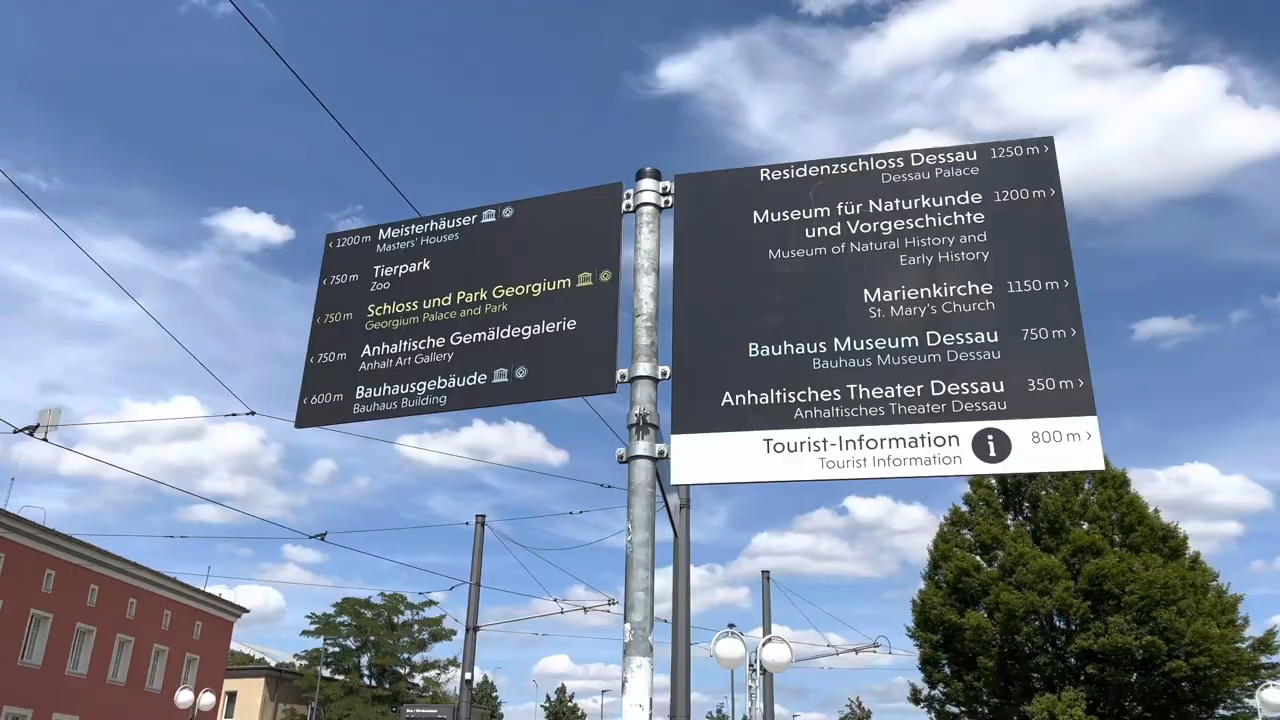 ‹ 1200 m Meisterhäuser
Masters' Houses
‹ 750 m Tierpark
Zoo
‹ 750 m Schloss und Park Georgium
Georgium Palace and Park
‹ 750 m Anhaltische Gemäldegalerie
Anhalt Art Gallery
‹ 600 m Bauhausgebäude
Bauhaus Building
Residenzschloss Dessau 1250 m ›
Dessau Palace
Museum für Naturkunde 1200 m ›
und Vorgeschichte
Museum of Natural History and
Early History
Marienkirche 1150 m ›
St. Mary's Church
Bauhaus Museum Dessau 750 m ›
Bauhaus Museum Dessau
Anhaltisches Theater Dessau 350 m ›
Anhaltisches Theater Dessau
Tourist-Information i 800 m ›
Tourist Information